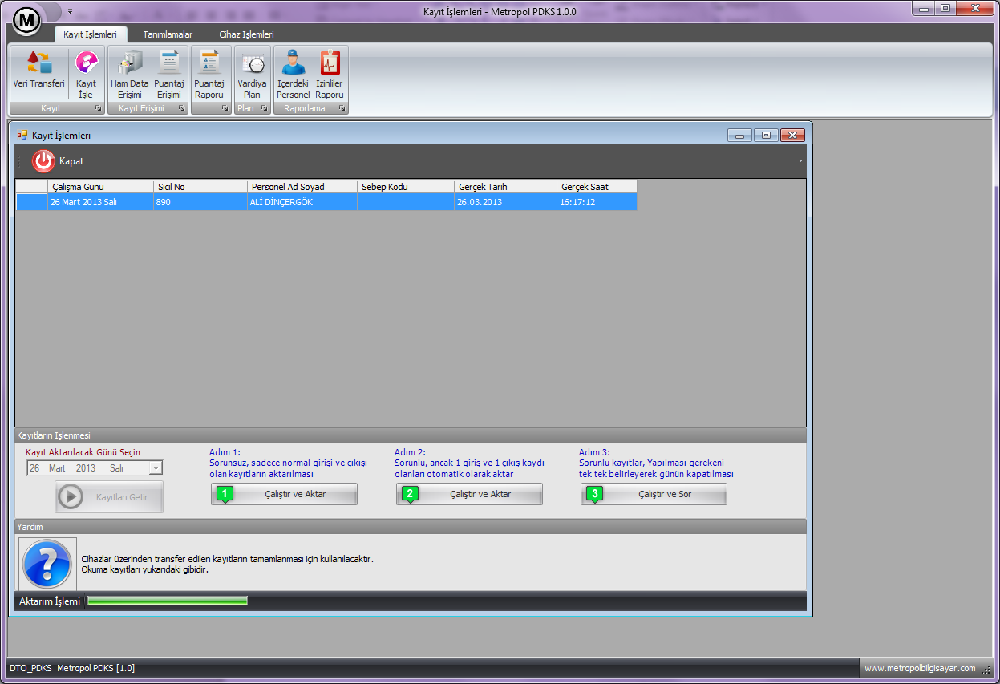 Kayıt İşlemleri - Metropol PDKS 1.0.0
M
Kayıt İşlemleri Tanımlamalar Cihaz İşlemleri
Veri Transferi Kayıt İşle Ham Data Erişimi Puantaj Erişimi Puantaj Raporu Vardiya Plan İçerdeki Personel İzinliler Raporu
Kayıt Kayıt Erişimi Plan Raporlama
Kayıt İşlemleri
Kapat
Çalışma Günü Sicil No Personel Ad Soyad Sebep Kodu Gerçek Tarih Gerçek Saat
26 Mart 2013 Salı 890 ALİ DİNÇERGÖK 26.03.2013 16:17:12
Kayıtların İşlenmesi
Kayıt Aktarılacak Günü Seçin
26 Mart 2013 Salı
Kayıtları Getir
Adım 1:
Sorunsuz, sadece normal girişi ve çıkışı
olan kayıtların aktarılması
1 Çalıştır ve Aktar
Adım 2:
Sorunlu, ancak 1 giriş ve 1 çıkış kaydı
olanları otomatik olarak aktar
2 Çalıştır ve Aktar
Adım 3:
Sorunlu kayıtlar, Yapılması gerekeni
tek tek belirleyerek günün kapatılması
3 Çalıştır ve Sor
Yardım
Cihazlar üzerinden transfer edilen kayıtların tamamlanması için kullanılacaktır.
Okuma kayıtları yukarıdaki gibidir.
Aktarım İşlemi
DTO_PDKS Metropol PDKS [1.0] www.metropolbilgisayar.com